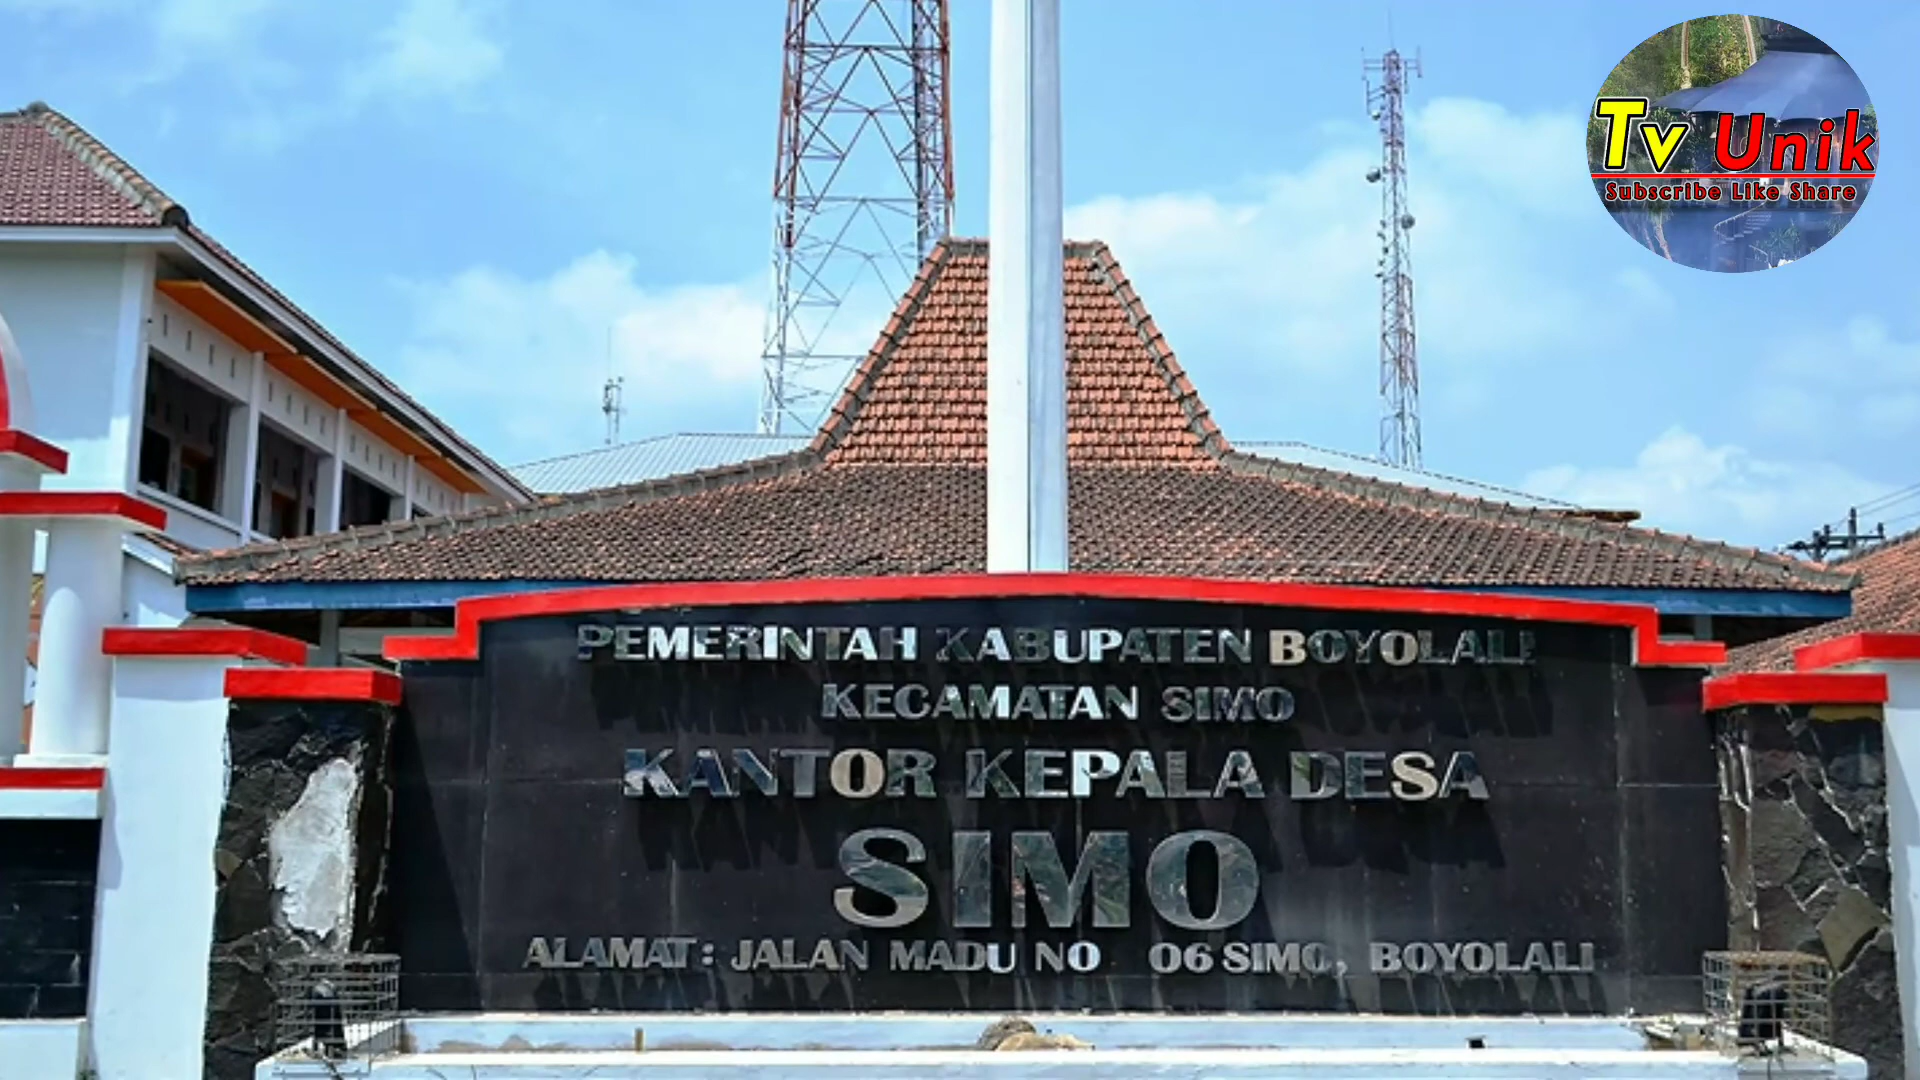 Tv Unik
Subscribe Like Share
PEMERINTAH KABUPATEN BOYOLALI
KECAMATAN SIMO
KANTOR KEPALA DESA
SIMO
ALAMAT : JALAN MADU NO 06 SIMO, BOYOLALI